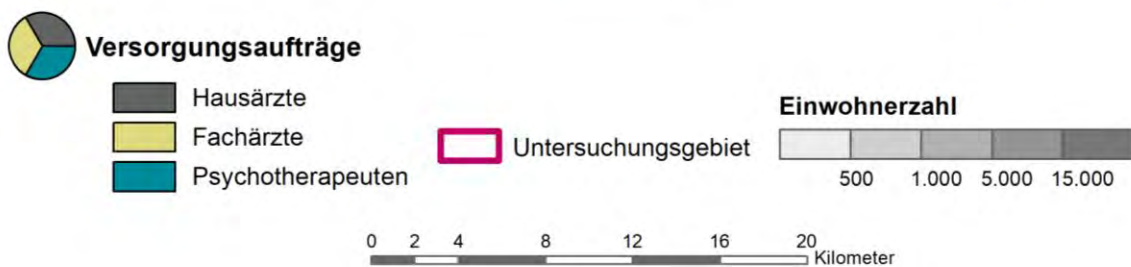 Versorgungsaufträge
Hausärzte
Fachärzte
Psychotherapeuten
Untersuchungsgebiet
Einwohnerzahl
500 1.000 5.000 15.000
0 2 4 8 12 16 20
Kilometer